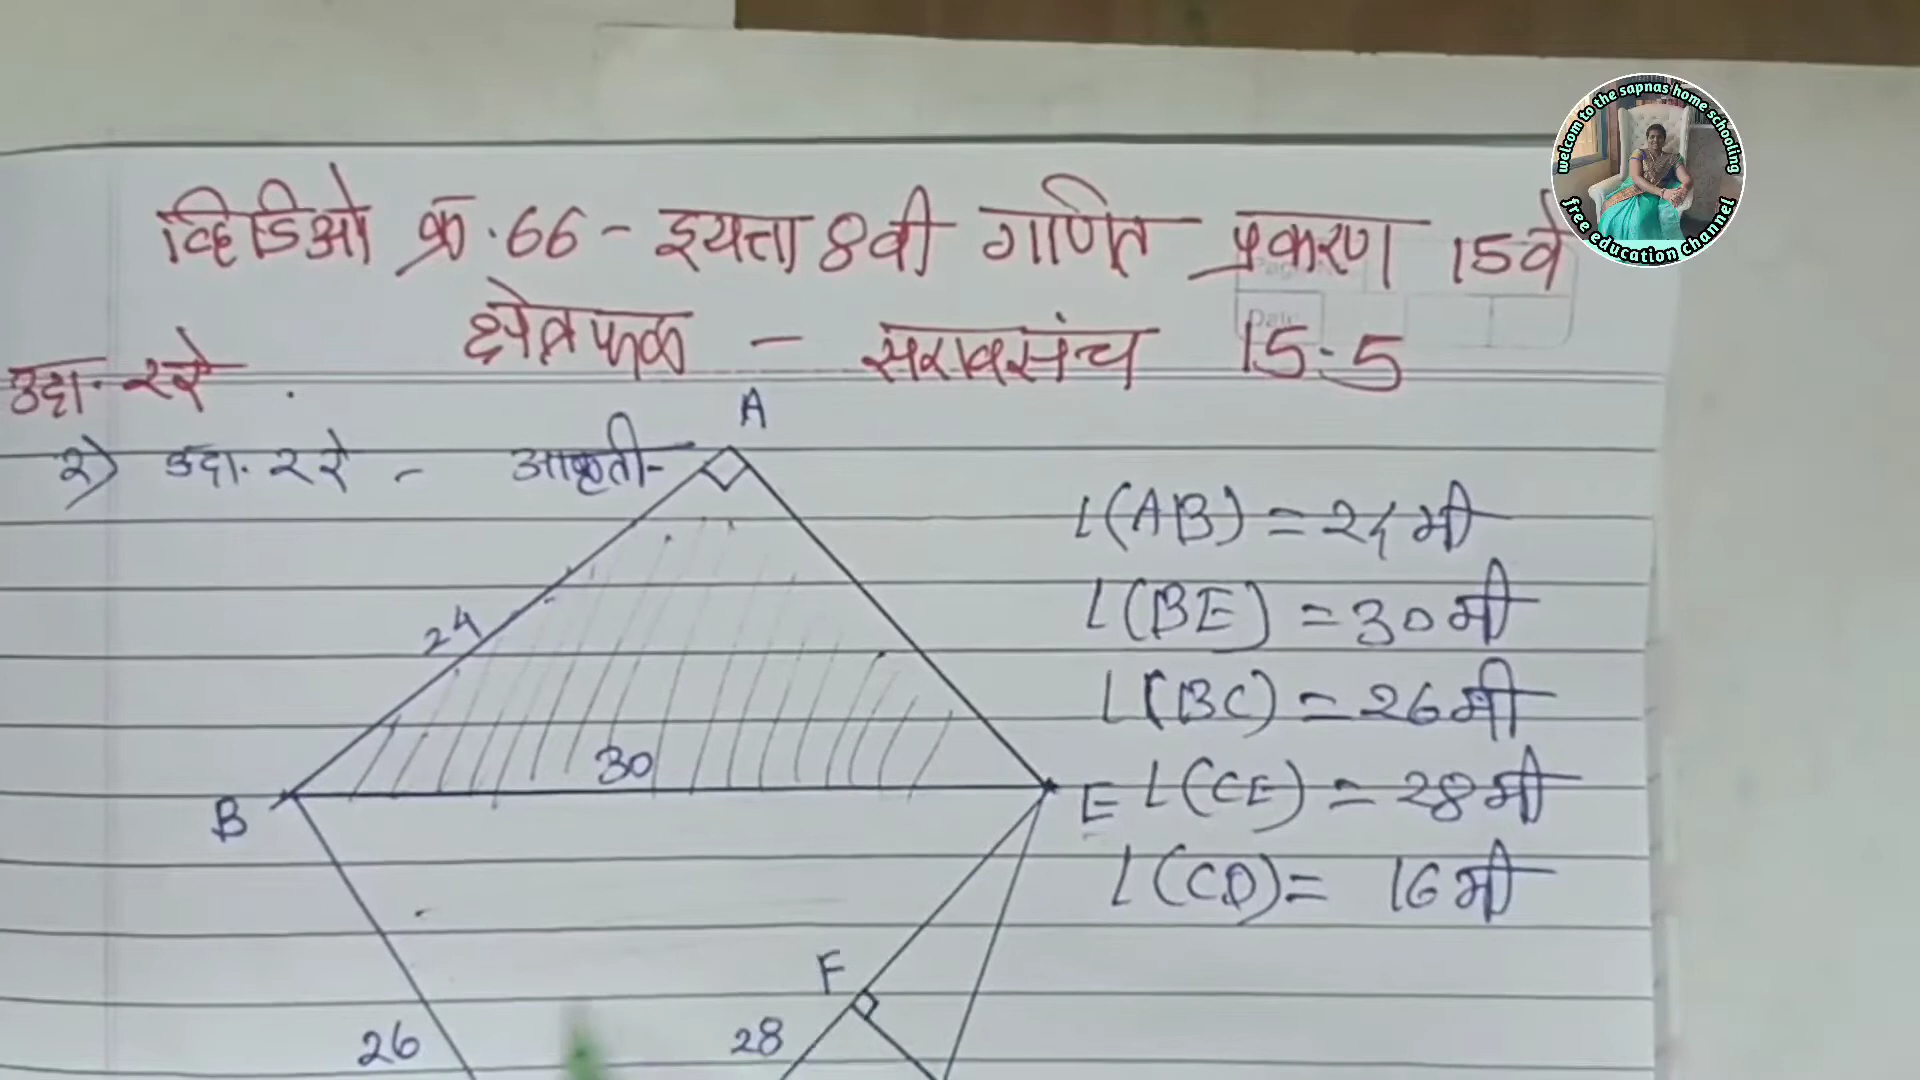 व्हिडिओ क्र.66 - इयत्ता 8वी गणित प्रकरण 15वे
क्षेत्रफळ - सरावसंच 15.5
उदा. २रे
२) उदा. २रे - आकृती-
A
L(AB) = 24 मी
L(BE) = 30 मी
L(BC) = 26 मी
L(CE) = 28 मी
L(CD) = 16 मी
24
30
B
E
F
26
28
welcom to the sapnas home schooling
free education channel